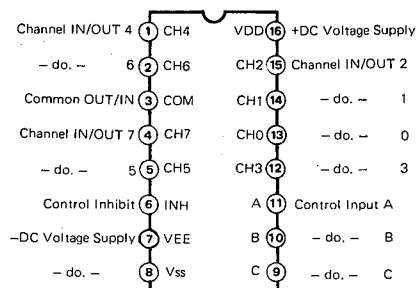 Channel IN/OUT 4 1 CH4 VDD 16 +DC Voltage Supply
– do. – 6 2 CH6 CH2 15 Channel IN/OUT 2
Common OUT/IN 3 COM CH1 14 – do. – 1
Channel IN/OUT 7 4 CH7 CH0 13 – do. – 0
– do. – 5 5 CH5 CH3 12 – do. – 3
Control Inhibit 6 INH A 11 Control Input A
–DC Voltage Supply 7 VEE B 10 – do. – B
– do. – 8 Vss C 9 – do. – C